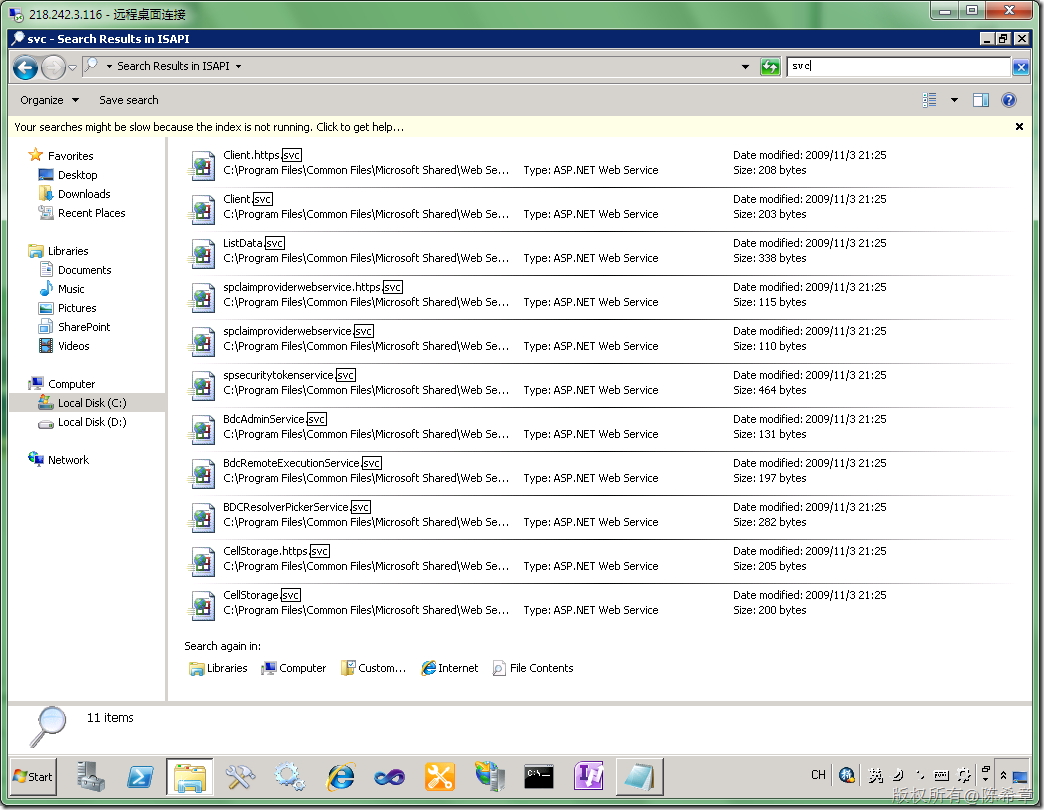 218.242.3.116 - 远程桌面连接
svc - Search Results in ISAPI
Search Results in ISAPI
svc
Organize
Save search
Your searches might be slow because the index is not running. Click to get help...
Favorites
Desktop
Downloads
Recent Places
Libraries
Documents
Music
Pictures
SharePoint
Videos
Computer
Local Disk (C:)
Local Disk (D:)
Network
Client.https.svc Date modified: 2009/11/3 21:25
C:\Program Files\Common Files\Microsoft Shared\Web Se... Type: ASP.NET Web Service Size: 208 bytes
Client.svc Date modified: 2009/11/3 21:25
C:\Program Files\Common Files\Microsoft Shared\Web Se... Type: ASP.NET Web Service Size: 203 bytes
ListData.svc Date modified: 2009/11/3 21:25
C:\Program Files\Common Files\Microsoft Shared\Web Se... Type: ASP.NET Web Service Size: 338 bytes
spclaimproviderwebservice.https.svc Date modified: 2009/11/3 21:25
C:\Program Files\Common Files\Microsoft Shared\Web Se... Type: ASP.NET Web Service Size: 115 bytes
spclaimproviderwebservice.svc Date modified: 2009/11/3 21:25
C:\Program Files\Common Files\Microsoft Shared\Web Se... Type: ASP.NET Web Service Size: 110 bytes
spsecuritytokenservice.svc Date modified: 2009/11/3 21:25
C:\Program Files\Common Files\Microsoft Shared\Web Se... Type: ASP.NET Web Service Size: 464 bytes
BdcAdminService.svc Date modified: 2009/11/3 21:25
C:\Program Files\Common Files\Microsoft Shared\Web Se... Type: ASP.NET Web Service Size: 131 bytes
BdcRemoteExecutionService.svc Date modified: 2009/11/3 21:25
C:\Program Files\Common Files\Microsoft Shared\Web Se... Type: ASP.NET Web Service Size: 197 bytes
BDCResolverPickerService.svc Date modified: 2009/11/3 21:25
C:\Program Files\Common Files\Microsoft Shared\Web Se... Type: ASP.NET Web Service Size: 282 bytes
CellStorage.https.svc Date modified: 2009/11/3 21:25
C:\Program Files\Common Files\Microsoft Shared\Web Se... Type: ASP.NET Web Service Size: 205 bytes
CellStorage.svc Date modified: 2009/11/3 21:25
C:\Program Files\Common Files\Microsoft Shared\Web Se... Type: ASP.NET Web Service Size: 200 bytes
Search again in:
Libraries Computer Custom... Internet File Contents
11 items
Start
CH 英
版权所有@陈希章